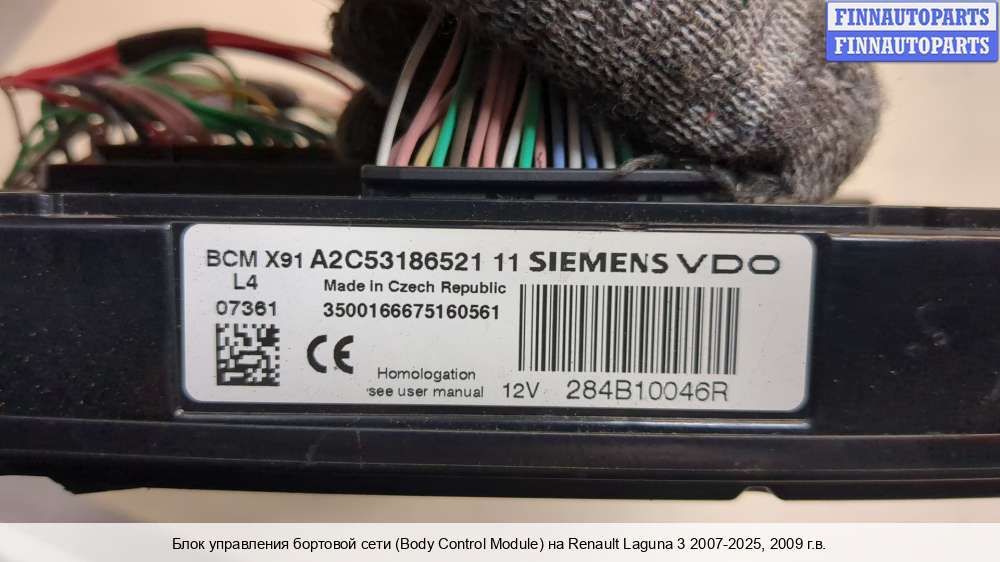 FINNAUTOPARTS
FINNAUTOPARTS
BCM X91 A2C53186521 11 SIEMENS VDO
L4 Made in Czech Republic
07361 3500166675160561
CE
Homologation
see user manual 12V 284B10046R
Блок управления бортовой сети (Body Control Module) на Renault Laguna 3 2007-2025, 2009 г.в.